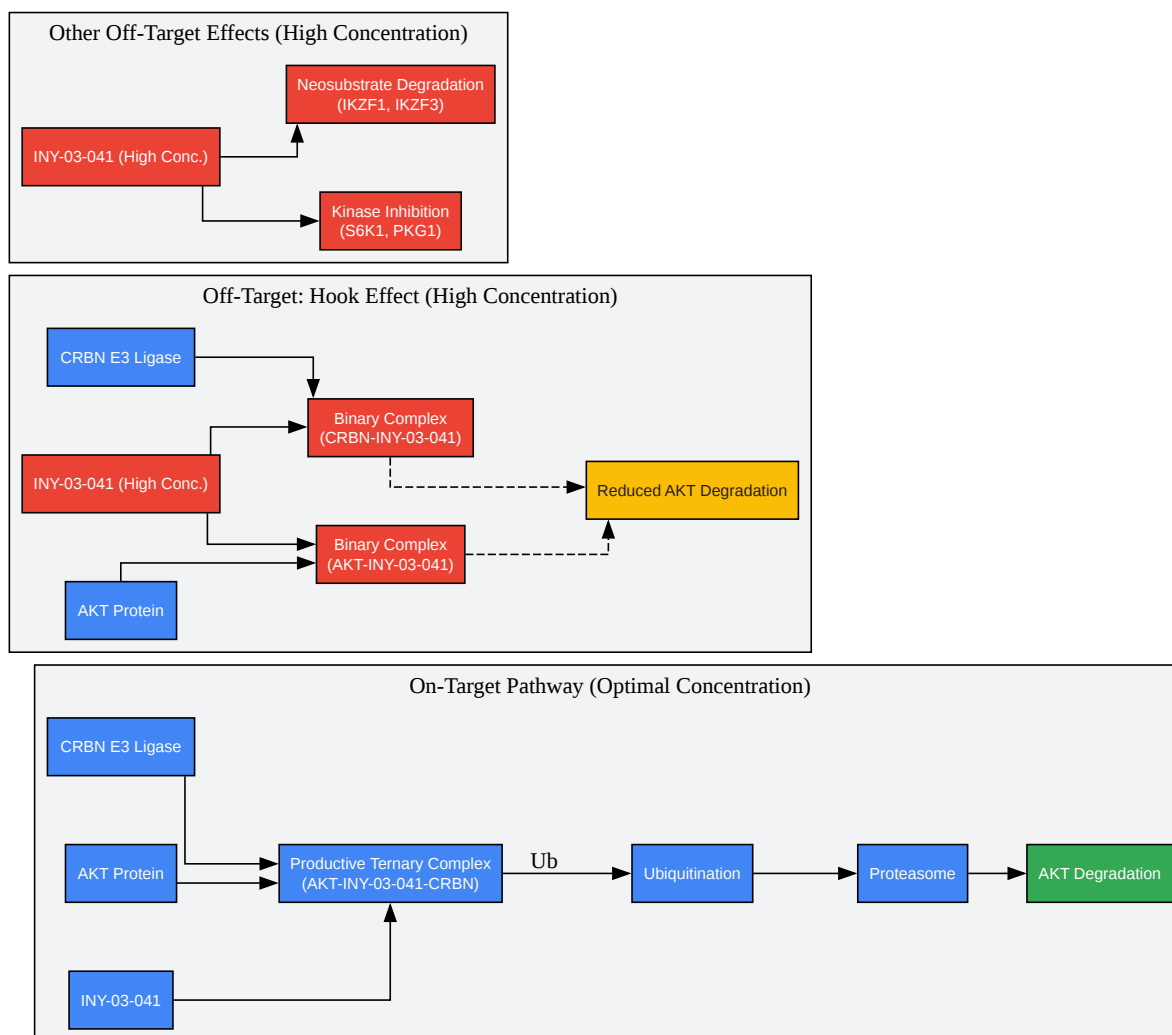 Other Off-Target Effects (High Concentration)
Neosubstrate Degradation
(IKZF1, IKZF3)
INY-03-041 (High Conc.)
Kinase Inhibition
(S6K1, PKG1)
Off-Target: Hook Effect (High Concentration)
CRBN E3 Ligase
Binary Complex
(CRBN-INY-03-041)
INY-03-041 (High Conc.)
Reduced AKT Degradation
Binary Complex
(AKT-INY-03-041)
AKT Protein
On-Target Pathway (Optimal Concentration)
CRBN E3 Ligase
AKT Protein
Productive Ternary Complex
(AKT-INY-03-041-CRBN)
Ub
Ubiquitination
Proteasome
AKT Degradation
INY-03-041